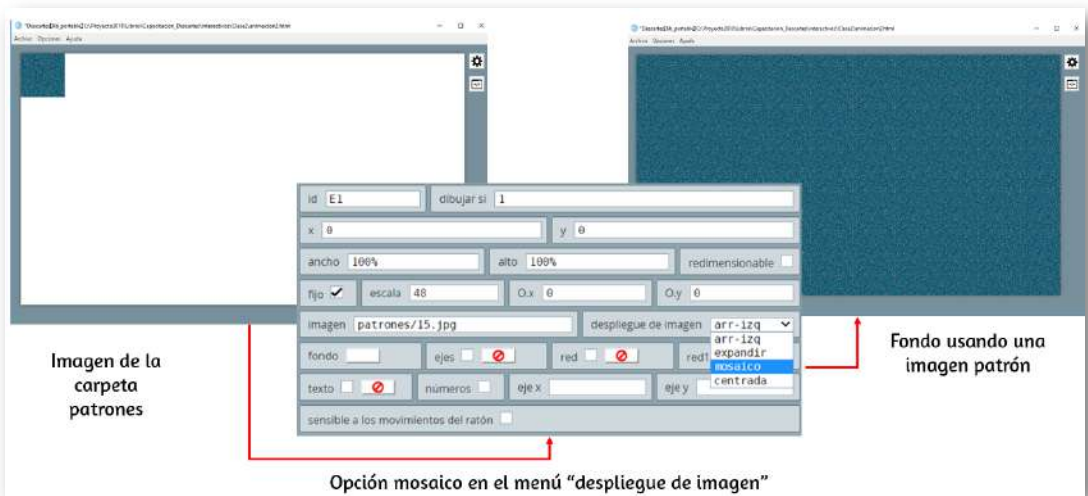 Archivo Opciones Ayuda
Archivo Opciones Ayuda
id E1 dibujar si 1
x 0 y 0
ancho 100% alto 100% redimensionable
fijo escala 48 O.x 0 O.y 0
imagen patrones/15.jpg despliegue de imagen arr-izq
arr-izq
expandir
mosaico
centrada
fondo ejes red
texto números eje x eje y
sensible a los movimientos del ratón
Imagen de la
carpeta
patrones
Fondo usando una
imagen patrón
Opción mosaico en el menú “despliegue de imagen”